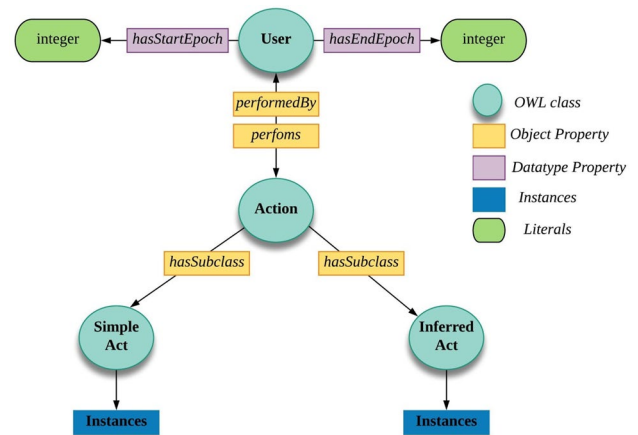 integer
hasStartEpoch
User
hasEndEpoch
integer
performedBy
perfoms
OWL class
Object Property
Datatype Property
Instances
Literals
Action
hasSubclass
hasSubclass
Simple
Act
Inferred
Act
Instances
Instances